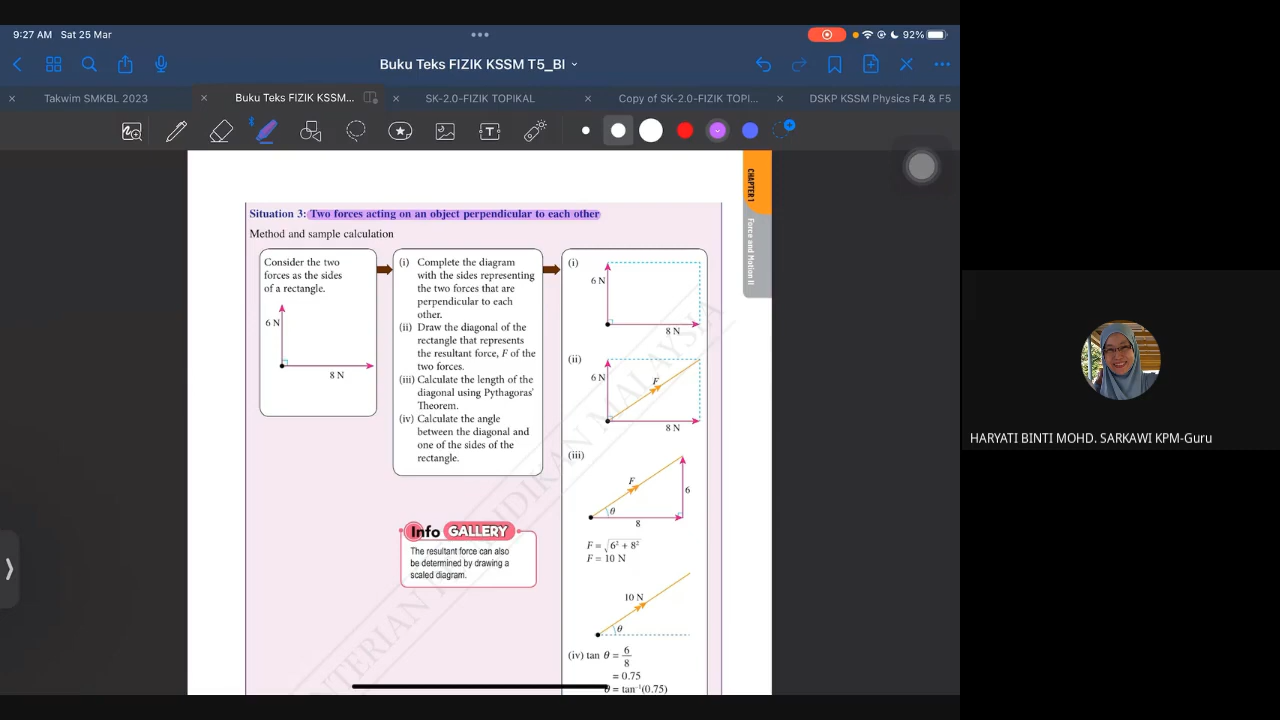 9:27 AM Sat 25 Mar
92%
Buku Teks FIZIK KSSM T5_BI
Takwim SMKBL 2023
Buku Teks FIZIK KSSM...
SK-2.0-FIZIK TOPIKAL
Copy of SK-2.0-FIZIK TOPI...
DSKP KSSM Physics F4 & F5
CHAPTER 1
Force and Motion II
Situation 3: Two forces acting on an object perpendicular to each other
Method and sample calculation
Consider the two
forces as the sides
of a rectangle.
6 N
8 N
(i) Complete the diagram
with the sides representing
the two forces that are
perpendicular to each
other.
(ii) Draw the diagonal of the
rectangle that represents
the resultant force, F of the
two forces.
(iii) Calculate the length of the
diagonal using Pythagoras'
Theorem.
(iv) Calculate the angle
between the diagonal and
one of the sides of the
rectangle.
Info GALLERY
The resultant force can also
be determined by drawing a
scaled diagram.
(i)
6 N
8 N
(ii)
6 N
F
8 N
(iii)
F
6
θ
8
F = √6² + 8²
F = 10 N
10 N
θ
(iv) tan θ = 6/8
= 0.75
θ = tan⁻¹(0.75)
HARYATI BINTI MOHD. SARKAWI KPM-Guru